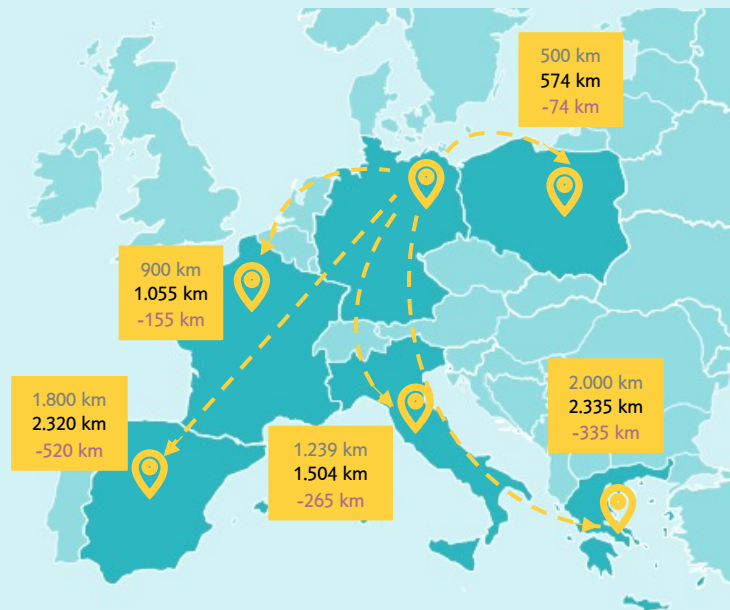 500 km
574 km
-74 km
900 km
1.055 km
-155 km
1.800 km
2.320 km
-520 km
1.239 km
1.504 km
-265 km
2.000 km
2.335 km
-335 km